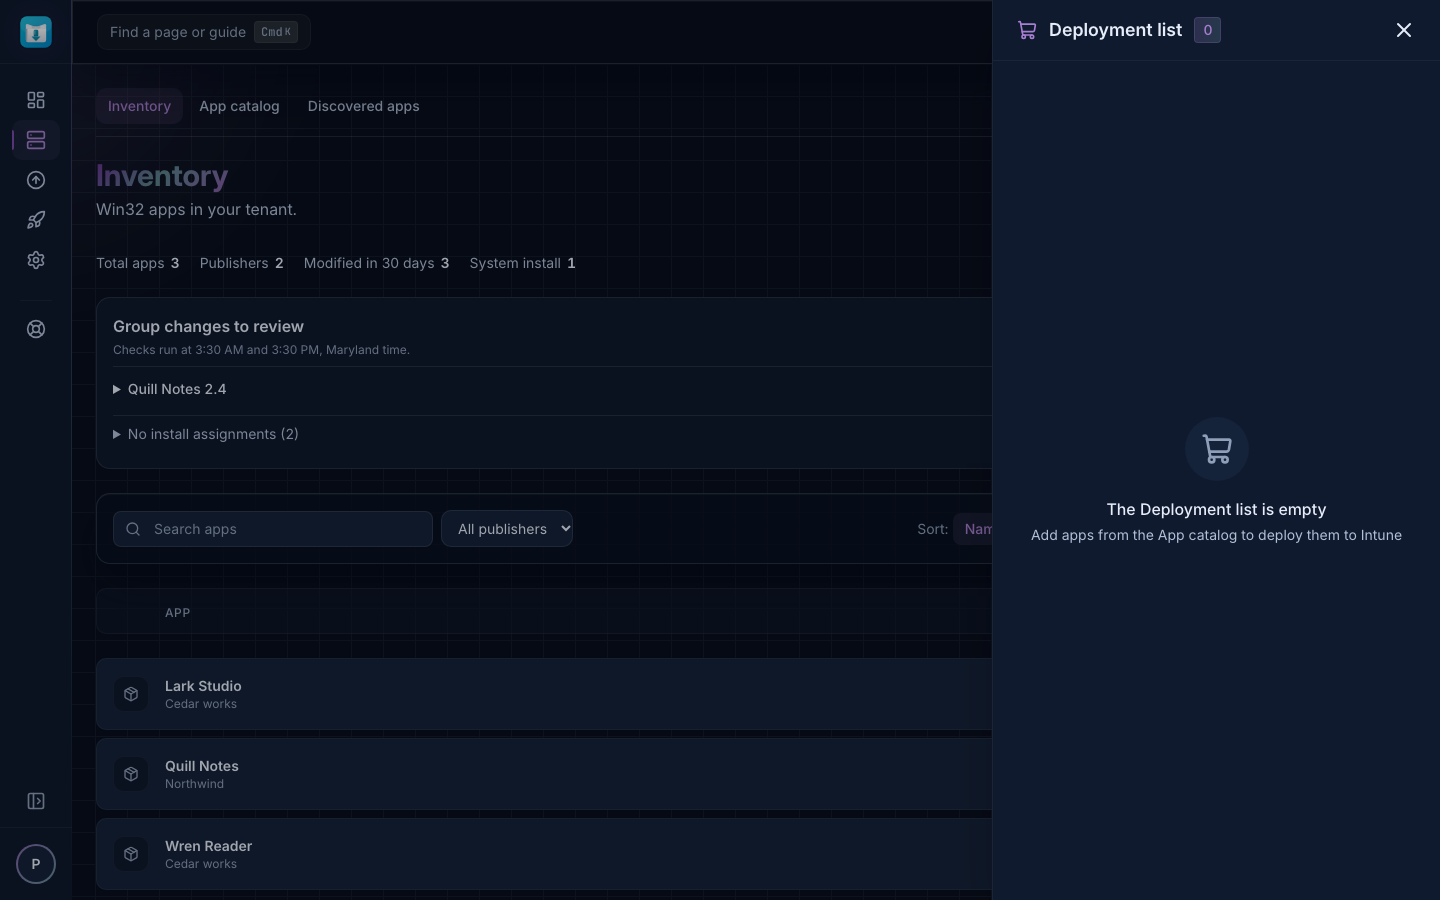 Find a page or guide Cmd K
Deployment list 0
Inventory App catalog Discovered apps
Inventory
Win32 apps in your tenant.
Total apps 3 Publishers 2 Modified in 30 days 3 System install 1
Group changes to review
Checks run at 3:30 AM and 3:30 PM, Maryland time.
Quill Notes 2.4
No install assignments (2)
Search apps All publishers Sort: Nam
APP
Lark Studio
Cedar works
Quill Notes
Northwind
Wren Reader
Cedar works
P
The Deployment list is empty
Add apps from the App catalog to deploy them to Intune